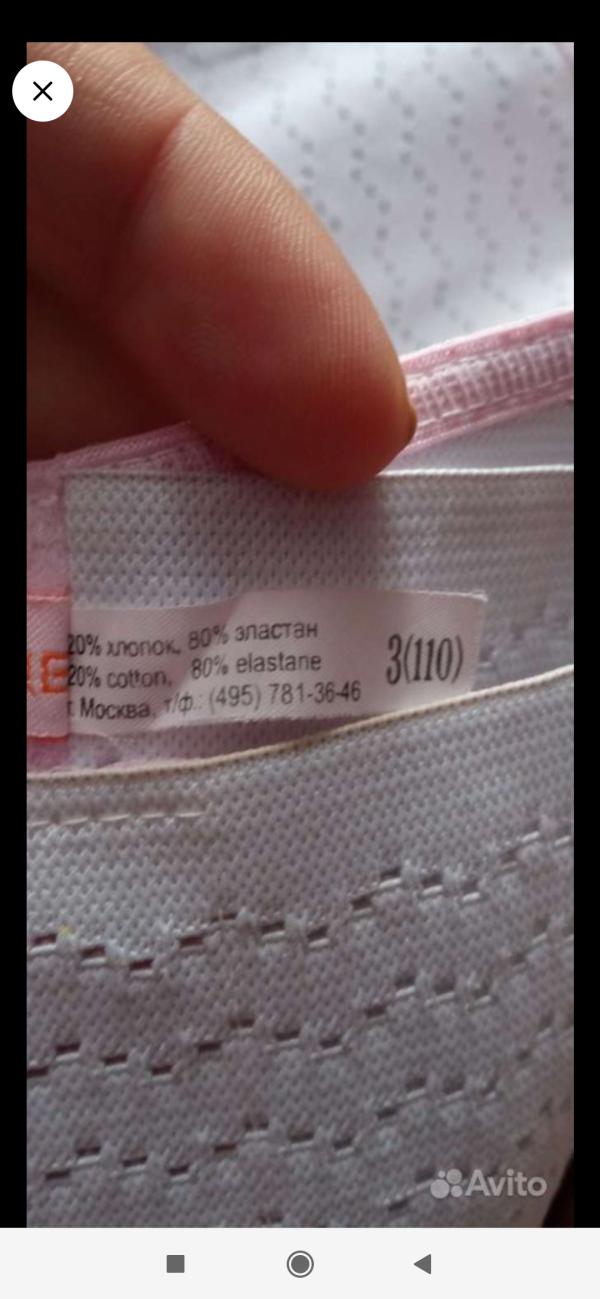 20% хлопок, 80% эластан
20% cotton, 80% elastane
г. Москва, т/ф.: (495) 781-36-46
3(110)
Avito